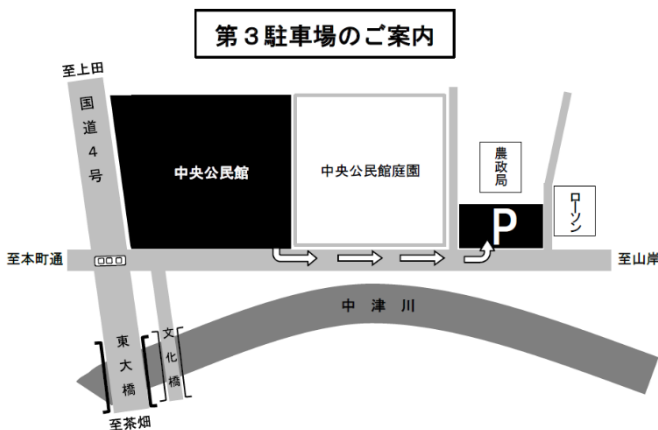 第３駐車場のご案内
至上田
国道４号
中央公民館
中央公民館庭園
農政局
P
ローソン
至本町通
至山岸
中津川
東大橋
文化橋
至茶畑